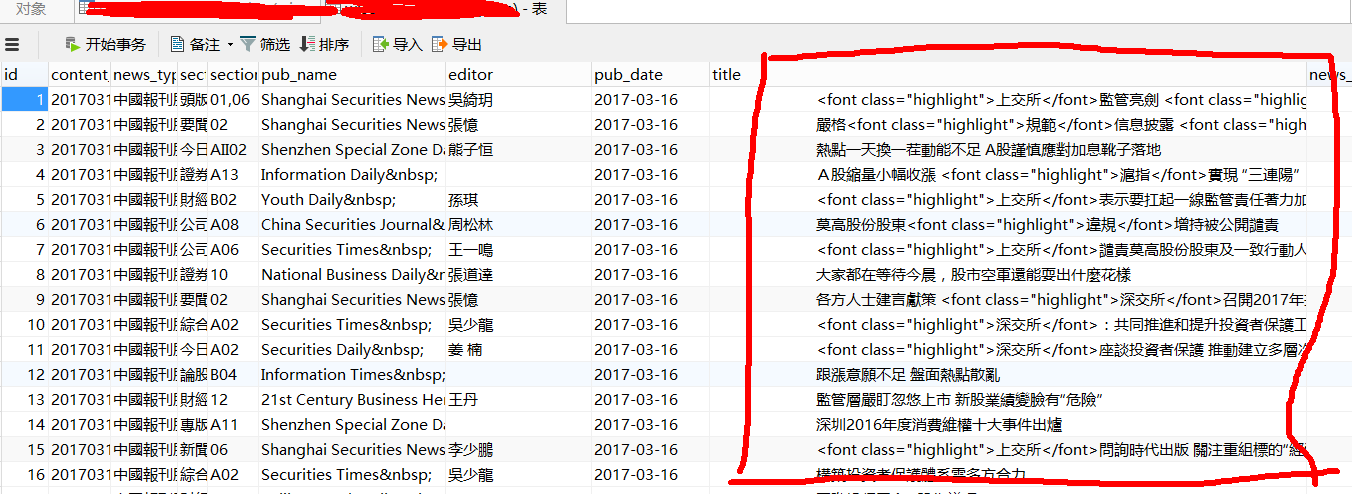 对象 ) - 表
开始事务 备注 筛选 排序 导入 导出
id content_ news_typ sect section pub_name editor pub_date title news_
1 2017031 中國報刊 頭版 01,06 Shanghai Securities News 吳綺玥 2017-03-16 <font class="highlight">上交所</font>監管亮劍 <font class="highlig
2 2017031 中國報刊 要聞 02 Shanghai Securities News 張憶 2017-03-16 嚴格<font class="highlight">規範</font>信息披露 <font class="high
3 2017031 中國報刊 今日 AII02 Shenzhen Special Zone Da 熊子恒 2017-03-16 熱點一天換一茬動能不足 A股謹慎應對加息靴子落地
4 2017031 中國報刊 證券 A13 Information Daily&nbsp; 2017-03-16 Ａ股縮量小幅收漲 <font class="highlight">滬指</font>實現 “三連陽”
5 2017031 中國報刊 財經 B02 Youth Daily&nbsp; 孫琪 2017-03-16 <font class="highlight">上交所</font>表示要扛起一線監管責任著力加
6 2017031 中國報刊 公司 A08 China Securities Journal& 周松林 2017-03-16 莫高股份股東<font class="highlight">違規</font>增持被公開譴責
7 2017031 中國報刊 公司 A06 Securities Times&nbsp; 王一鳴 2017-03-16 <font class="highlight">上交所</font>譴責莫高股份股東及一致行動人
8 2017031 中國報刊 證券 10 National Business Daily&n 張道達 2017-03-16 大家都在等待今晨，股市空軍還能耍出什麼花樣
9 2017031 中國報刊 要聞 02 Shanghai Securities News 張憶 2017-03-16 各方人士建言獻策 <font class="highlight">深交所</font>召開2017年
10 2017031 中國報刊 綜合 A02 Securities Times&nbsp; 吳少龍 2017-03-16 <font class="highlight">深交所</font>：共同推進和提升投資者保護工
11 2017031 中國報刊 今日 A02 Securities Daily&nbsp; 姜 楠 2017-03-16 <font class="highlight">深交所</font>座談投資者保護 推動建立多層次
12 2017031 中國報刊 論股 B04 Information Times&nbsp; 2017-03-16 跟漲意願不足 盤面熱點散亂
13 2017031 中國報刊 財經 12 21st Century Business He 王丹 2017-03-16 監管層嚴盯忽悠上市 新股業績變臉有“危險”
14 2017031 中國報刊 專版 A11 Shenzhen Special Zone Da 2017-03-16 深圳2016年度消費維權十大事件出爐
15 2017031 中國報刊 新聞 06 Shanghai Securities News 李少鵬 2017-03-16 <font class="highlight">上交所</font>問詢時代出版 關注重組標的“經
16 2017031 中國報刊 綜合 A02 Securities Times&nbsp; 吳少龍 2017-03-16 構築投資者保護體系需多方合力